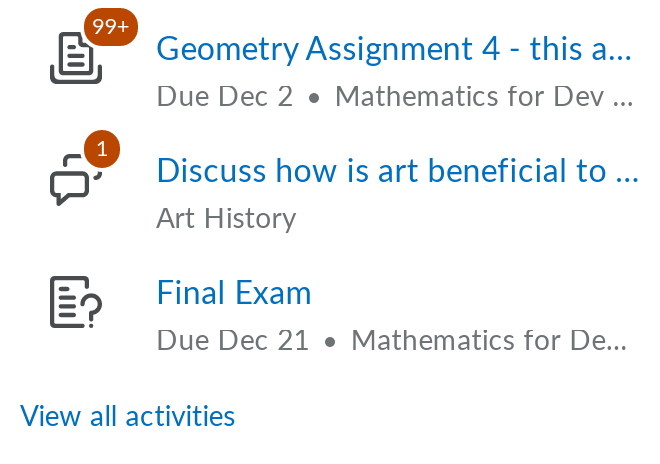 99+
Geometry Assignment 4 - this a...
Due Dec 2 • Mathematics for Dev ...
1
Discuss how is art beneficial to ...
Art History
Final Exam
Due Dec 21 • Mathematics for De...
View all activities